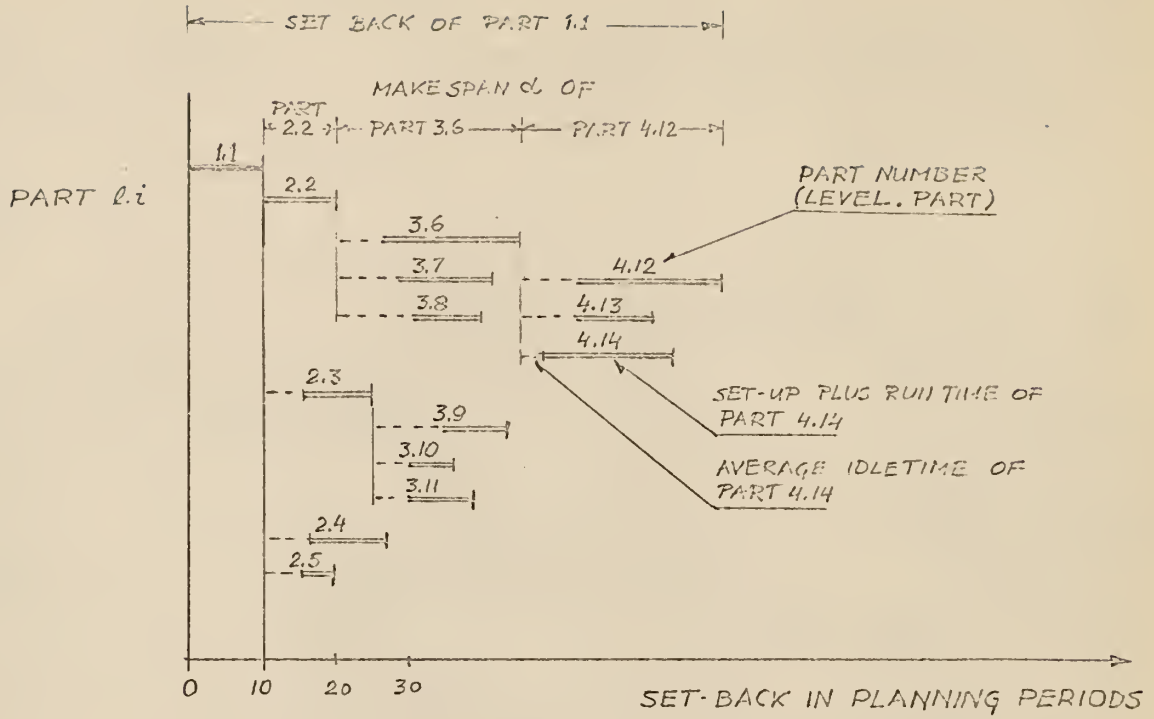 SET BACK OF PART 1.1
MAKESPAN α OF
PART
2.2
PART 3.6
PART 4.12
1.1
PART l.i
2.2
PART NUMBER
(LEVEL. PART)
3.6
3.7
4.12
3.8
4.13
4.14
2.3
SET-UP PLUS RUN TIME OF
PART 4.14
3.9
3.10
AVERAGE IDLETIME OF
PART 4.14
3.11
2.4
2.5
0 10 20 30
SET-BACK IN PLANNING PERIODS